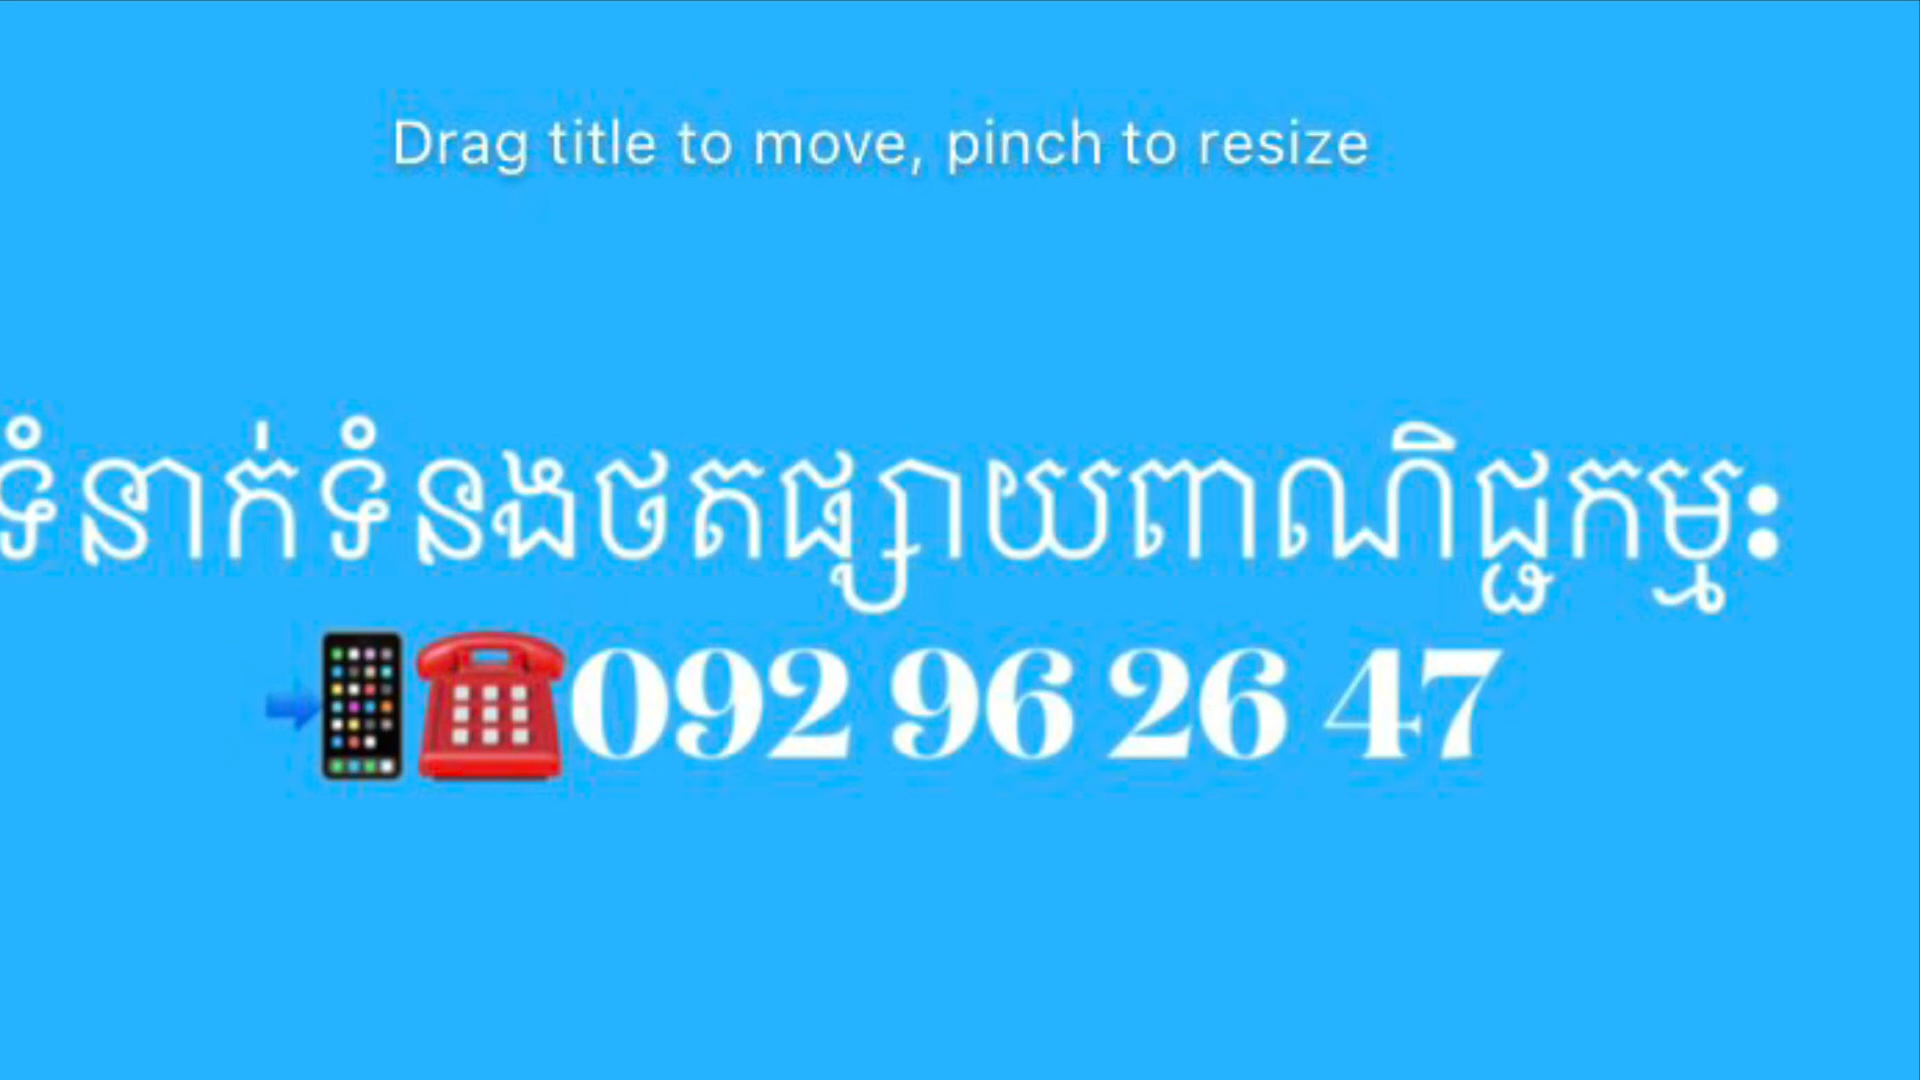 Drag title to move, pinch to resize
ទំនាក់ទំនងថតផ្សាយពាណិជ្ជកម្មះ
📲☎️092 96 26 47